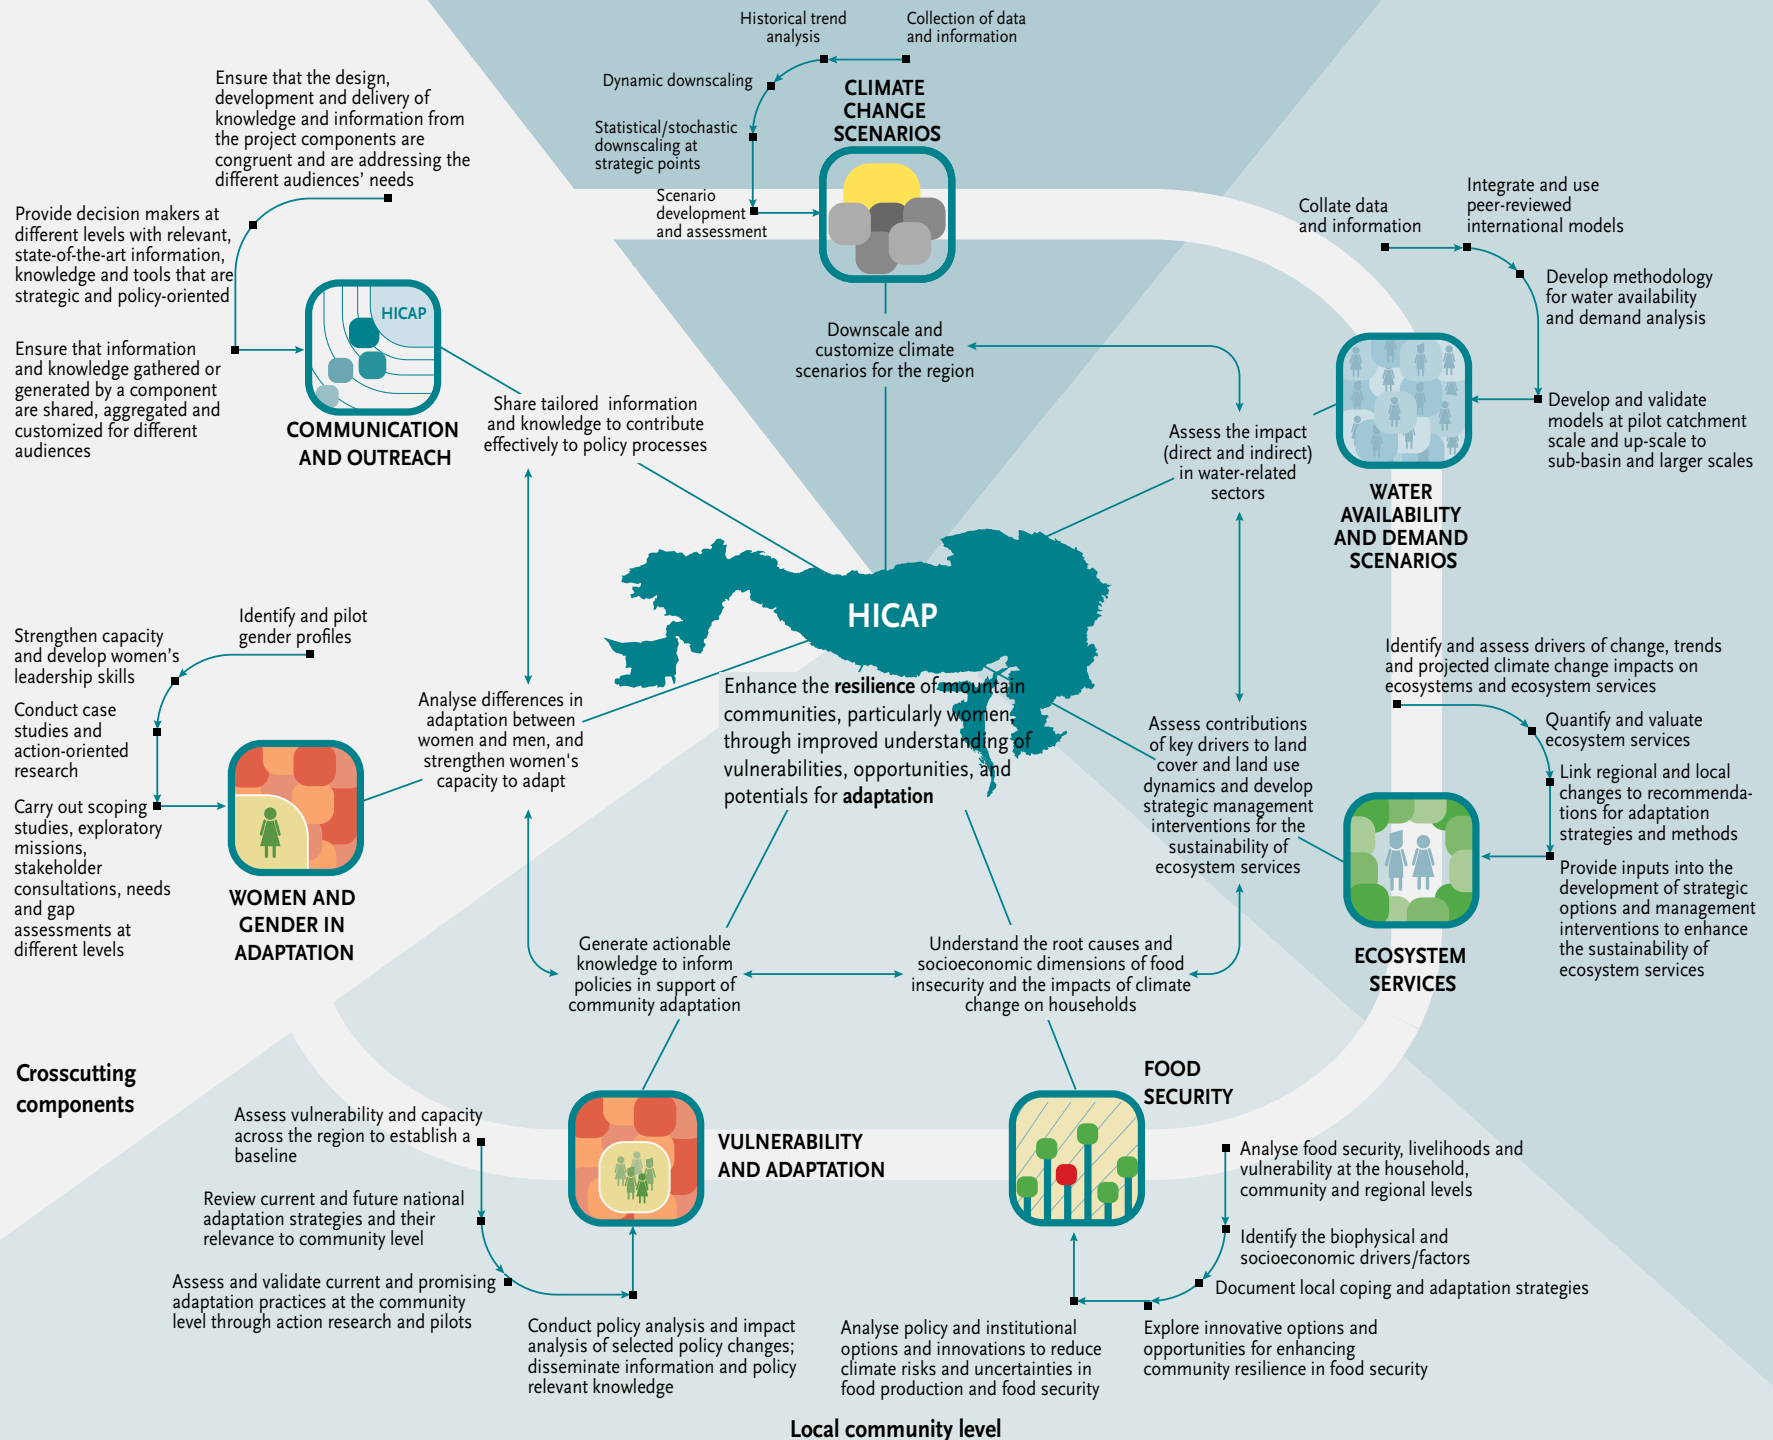 Historical trend
analysis
Collection of data
and information
Dynamic downscaling
Statistical/stochastic
downscaling at
strategic points
Scenario
development
and assessment
CLIMATE
CHANGE
SCENARIOS
Downscale and
customize climate
scenarios for the region
Ensure that the design,
development and delivery of
knowledge and information from
the project components are
congruent and are addressing the
different audiences' needs
Provide decision makers at
different levels with relevant,
state-of-the-art information,
knowledge and tools that are
strategic and policy-oriented
Ensure that information
and knowledge gathered or
generated by a component
are shared, aggregated and
customized for different
audiences
HICAP
COMMUNICATION
AND OUTREACH
Share tailored information
and knowledge to contribute
effectively to policy processes
Collate data
and information
Integrate and use
peer-reviewed
international models
Develop methodology
for water availability
and demand analysis
Develop and validate
models at pilot catchment
scale and up-scale to
sub-basin and larger scales
WATER
AVAILABILITY
AND DEMAND
SCENARIOS
Assess the impact
(direct and indirect)
in water-related
sectors
HICAP
Enhance the resilience of mountain
communities, particularly women,
through improved understanding of
vulnerabilities, opportunities, and
potentials for adaptation
Identify and pilot
gender profiles
Strengthen capacity
and develop women's
leadership skills
Conduct case
studies and
action-oriented
research
Carry out scoping
studies, exploratory
missions,
stakeholder
consultations, needs
and gap
assessments at
different levels
WOMEN AND
GENDER IN
ADAPTATION
Analyse differences in
adaptation between
women and men, and
strengthen women's
capacity to adapt
Identify and assess drivers of change, trends
and projected climate change impacts on
ecosystems and ecosystem services
Quantify and valuate
ecosystem services
Link regional and local
changes to recommenda-
tions for adaptation
strategies and methods
Provide inputs into the
development of strategic
options and management
interventions to enhance
the sustainability of
ecosystem services
ECOSYSTEM
SERVICES
Assess contributions
of key drivers to land
cover and land use
dynamics and develop
strategic management
interventions for the
sustainability of
ecosystem services
Generate actionable
knowledge to inform
policies in support of
community adaptation
Understand the root causes and
socioeconomic dimensions of food
insecurity and the impacts of climate
change on households
Crosscutting
components
Assess vulnerability and capacity
across the region to establish a
baseline
Review current and future national
adaptation strategies and their
relevance to community level
Assess and validate current and promising
adaptation practices at the community
level through action research and pilots
Conduct policy analysis and impact
analysis of selected policy changes;
disseminate information and policy
relevant knowledge
VULNERABILITY
AND ADAPTATION
FOOD
SECURITY
Analyse food security, livelihoods and
vulnerability at the household,
community and regional levels
Identify the biophysical and
socioeconomic drivers/factors
Document local coping and adaptation strategies
Explore innovative options and
opportunities for enhancing
community resilience in food security
Analyse policy and institutional
options and innovations to reduce
climate risks and uncertainties in
food production and food security
Local community level